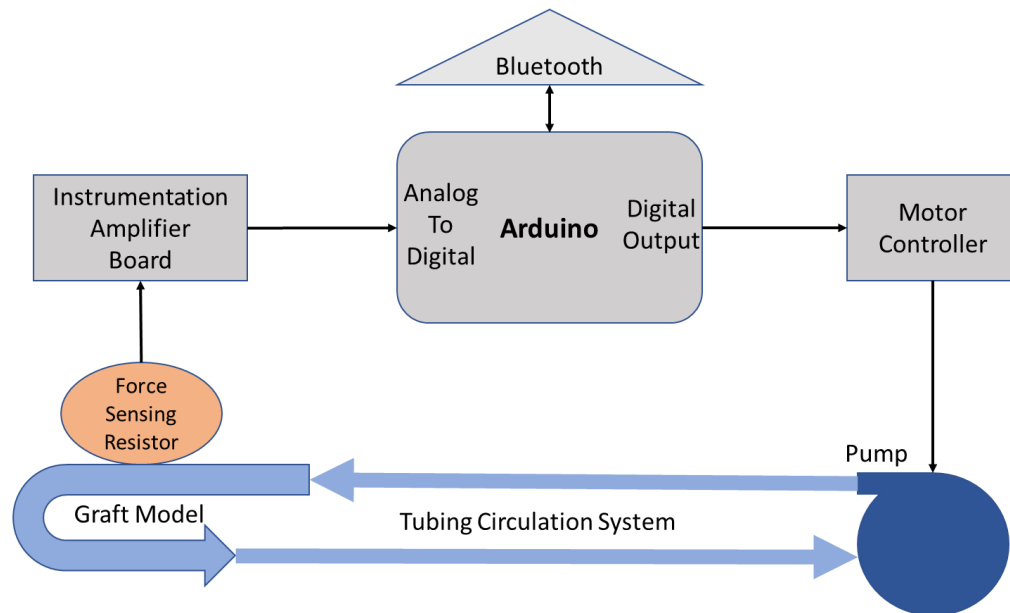 Bluetooth
Instrumentation
Amplifier
Board
Analog
To
Digital
Arduino
Digital
Output
Motor
Controller
Force
Sensing
Resistor
Pump
Graft Model
Tubing Circulation System